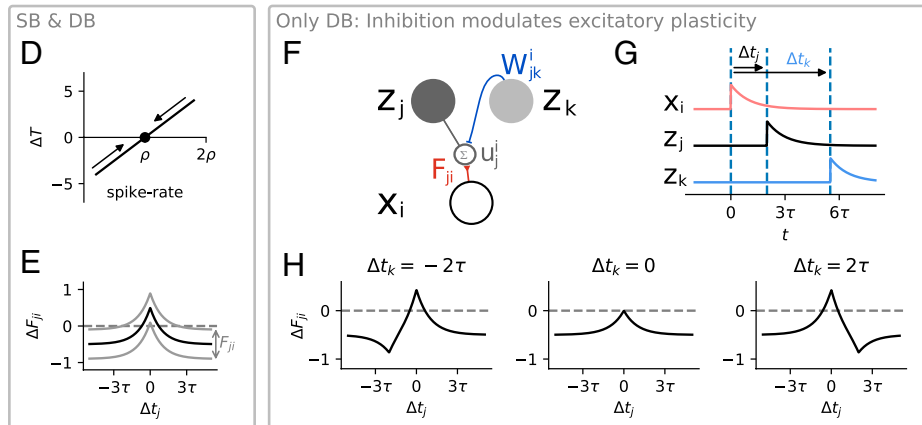 SB & DB
D
ΔT
5
0
−5
ρ
2ρ
spike-rate
E
ΔF_ji
1
0
−1
F_ji
−3τ 0 3τ
Δt_j
Only DB: Inhibition modulates excitatory plasticity
F
W^i_jk
z_j
z_k
Σ
u^i_j
F_ji
x_i
G
Δt_j
Δt_k
x_i
z_j
z_k
0 3τ 6τ
t
H
Δt_k = −2τ
Δt_k = 0
Δt_k = 2τ
ΔF_ji
0
−1
−3τ 0 3τ
Δt_j
0
−1
−3τ 0 3τ
Δt_j
0
−1
−3τ 0 3τ
Δt_j